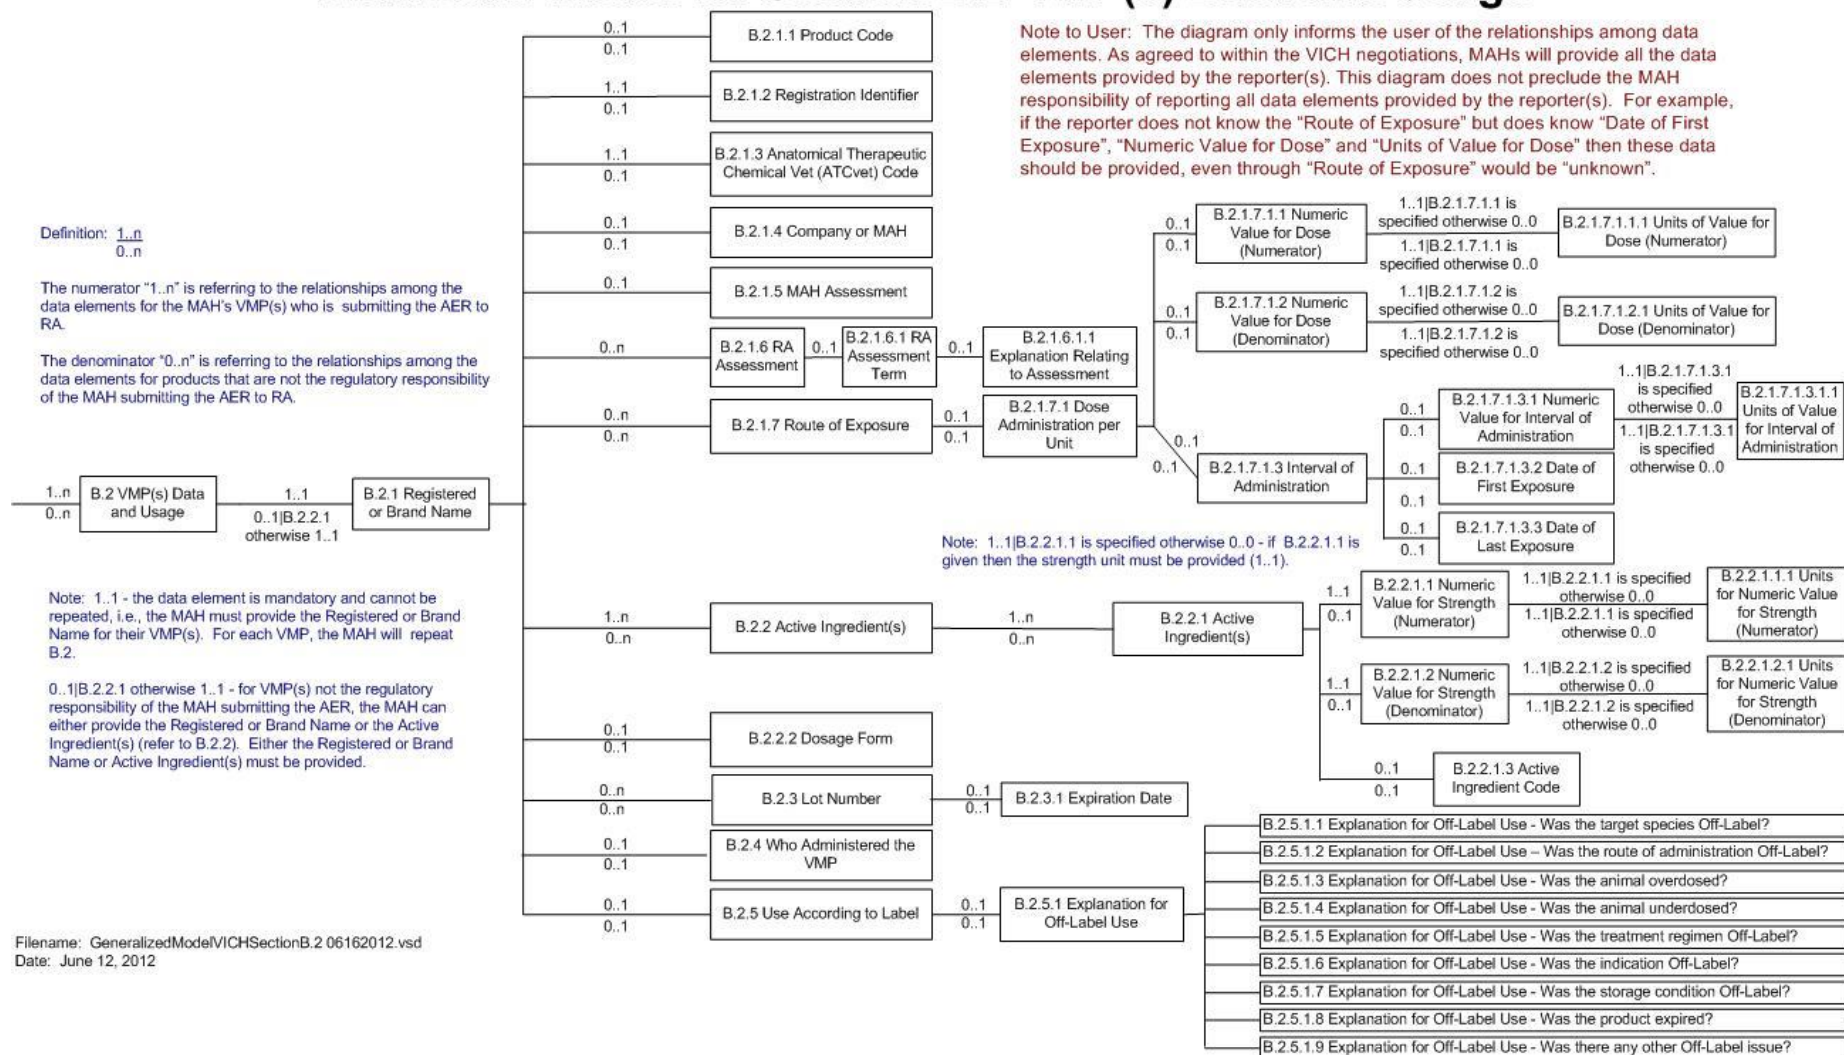 0..1
0..1
B.2.1.1 Product Code
1..1
0..1
B.2.1.2 Registration Identifier
1..1
0..1
B.2.1.3 Anatomical Therapeutic
Chemical Vet (ATCvet) Code
0..1
0..1
B.2.1.4 Company or MAH
0..1
B.2.1.5 MAH Assessment
0..n
B.2.1.6 RA
Assessment
0..1
B.2.1.6.1 RA
Assessment
Term
0..1
B.2.1.6.1.1
Explanation Relating
to Assessment
0..n
0..n
B.2.1.7 Route of Exposure
0..1
0..1
B.2.1.7.1 Dose
Administration per
Unit
Note to User: The diagram only informs the user of the relationships among data
elements. As agreed to within the VICH negotiations, MAHs will provide all the data
elements provided by the reporter(s). This diagram does not preclude the MAH
responsibility of reporting all data elements provided by the reporter(s). For example,
if the reporter does not know the “Route of Exposure” but does know “Date of First
Exposure”, “Numeric Value for Dose” and “Units of Value for Dose” then these data
should be provided, even through “Route of Exposure” would be “unknown”.
0..1
0..1
B.2.1.7.1.1 Numeric
Value for Dose
(Numerator)
1..1|B.2.1.7.1.1 is
specified otherwise 0..0
1..1|B.2.1.7.1.1 is
specified otherwise 0..0
B.2.1.7.1.1.1 Units of Value for
Dose (Numerator)
0..1
0..1
B.2.1.7.1.2 Numeric
Value for Dose
(Denominator)
1..1|B.2.1.7.1.2 is
specified otherwise 0..0
1..1|B.2.1.7.1.2 is
specified otherwise 0..0
B.2.1.7.1.2.1 Units of Value for
Dose (Denominator)
0..1
0..1
B.2.1.7.1.3 Interval of
Administration
0..1
0..1
B.2.1.7.1.3.1 Numeric
Value for Interval of
Administration
1..1|B.2.1.7.1.3.1
is specified
otherwise 0..0
1..1|B.2.1.7.1.3.1
is specified
otherwise 0..0
B.2.1.7.1.3.1.1
Units of Value
for Interval of
Administration
0..1
0..1
B.2.1.7.1.3.2 Date of
First Exposure
0..1
0..1
B.2.1.7.1.3.3 Date of
Last Exposure
Definition: 1..n
0..n
The numerator “1..n” is referring to the relationships among the
data elements for the MAH’s VMP(s) who is submitting the AER to
RA.
The denominator “0..n” is referring to the relationships among the
data elements for products that are not the regulatory responsibility
of the MAH submitting the AER to RA.
1..n
0..n
B.2 VMP(s) Data
and Usage
1..1
0..1|B.2.2.1
otherwise 1..1
B.2.1 Registered
or Brand Name
Note: 1..1 - the data element is mandatory and cannot be
repeated, i.e., the MAH must provide the Registered or Brand
Name for their VMP(s). For each VMP, the MAH will repeat
B.2.
0..1|B.2.2.1 otherwise 1..1 - for VMP(s) not the regulatory
responsibility of the MAH submitting the AER, the MAH can
either provide the Registered or Brand Name or the Active
Ingredient(s) (refer to B.2.2). Either the Registered or Brand
Name or Active Ingredient(s) must be provided.
Note: 1..1|B.2.2.1.1 is specified otherwise 0..0 - if B.2.2.1.1 is
given then the strength unit must be provided (1..1).
1..n
0..n
B.2.2 Active Ingredient(s)
1..n
0..n
B.2.2.1 Active
Ingredient(s)
1..1
0..1
B.2.2.1.1 Numeric
Value for Strength
(Numerator)
1..1|B.2.2.1.1 is specified
otherwise 0..0
1..1|B.2.2.1.1 is specified
otherwise 0..0
B.2.2.1.1.1 Units
for Numeric Value
for Strength
(Numerator)
1..1
0..1
B.2.2.1.2 Numeric
Value for Strength
(Denominator)
1..1|B.2.2.1.2 is specified
otherwise 0..0
1..1|B.2.2.1.2 is specified
otherwise 0..0
B.2.2.1.2.1 Units
for Numeric Value
for Strength
(Denominator)
0..1
0..1
B.2.2.1.3 Active
Ingredient Code
0..1
0..1
B.2.2.2 Dosage Form
0..n
0..n
B.2.3 Lot Number
0..1
0..1
B.2.3.1 Expiration Date
0..1
0..1
B.2.4 Who Administered the
VMP
0..1
0..1
B.2.5 Use According to Label
0..1
0..1
B.2.5.1 Explanation for
Off-Label Use
B.2.5.1.1 Explanation for Off-Label Use - Was the target species Off-Label?
B.2.5.1.2 Explanation for Off-Label Use – Was the route of administration Off-Label?
B.2.5.1.3 Explanation for Off-Label Use - Was the animal overdosed?
B.2.5.1.4 Explanation for Off-Label Use - Was the animal underdosed?
B.2.5.1.5 Explanation for Off-Label Use - Was the treatment regimen Off-Label?
B.2.5.1.6 Explanation for Off-Label Use - Was the indication Off-Label?
B.2.5.1.7 Explanation for Off-Label Use - Was the storage condition Off-Label?
B.2.5.1.8 Explanation for Off-Label Use - Was the product expired?
B.2.5.1.9 Explanation for Off-Label Use - Was there any other Off-Label issue?
Filename: GeneralizedModelVICHSectionB.2 06162012.vsd
Date: June 12, 2012